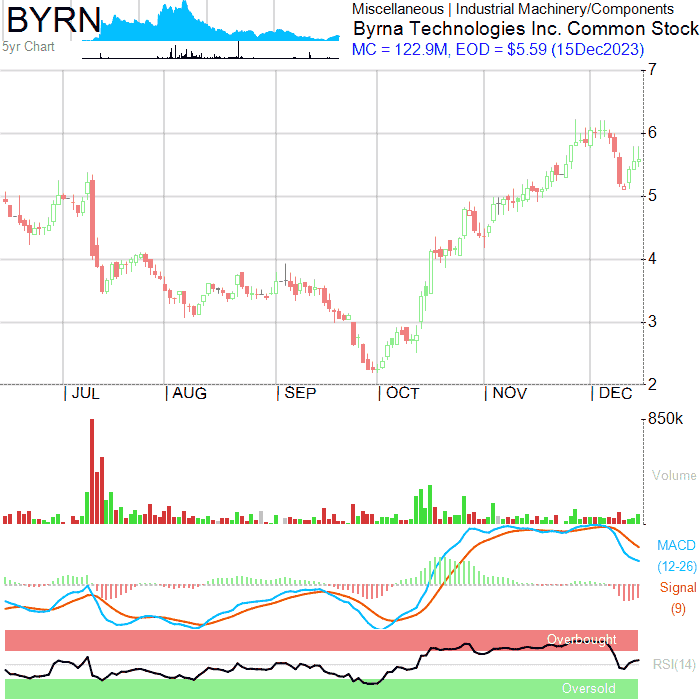 BYRN
5yr Chart
Miscellaneous | Industrial Machinery/Components
Byrna Technologies Inc. Common Stock
MC = 122.9M, EOD = $5.59 (15Dec2023)
7
6
5
4
3
2
JUL AUG SEP OCT NOV DEC
850k
Volume
MACD
(12-26)
Signal
(9)
Overbought
RSI(14)
Oversold